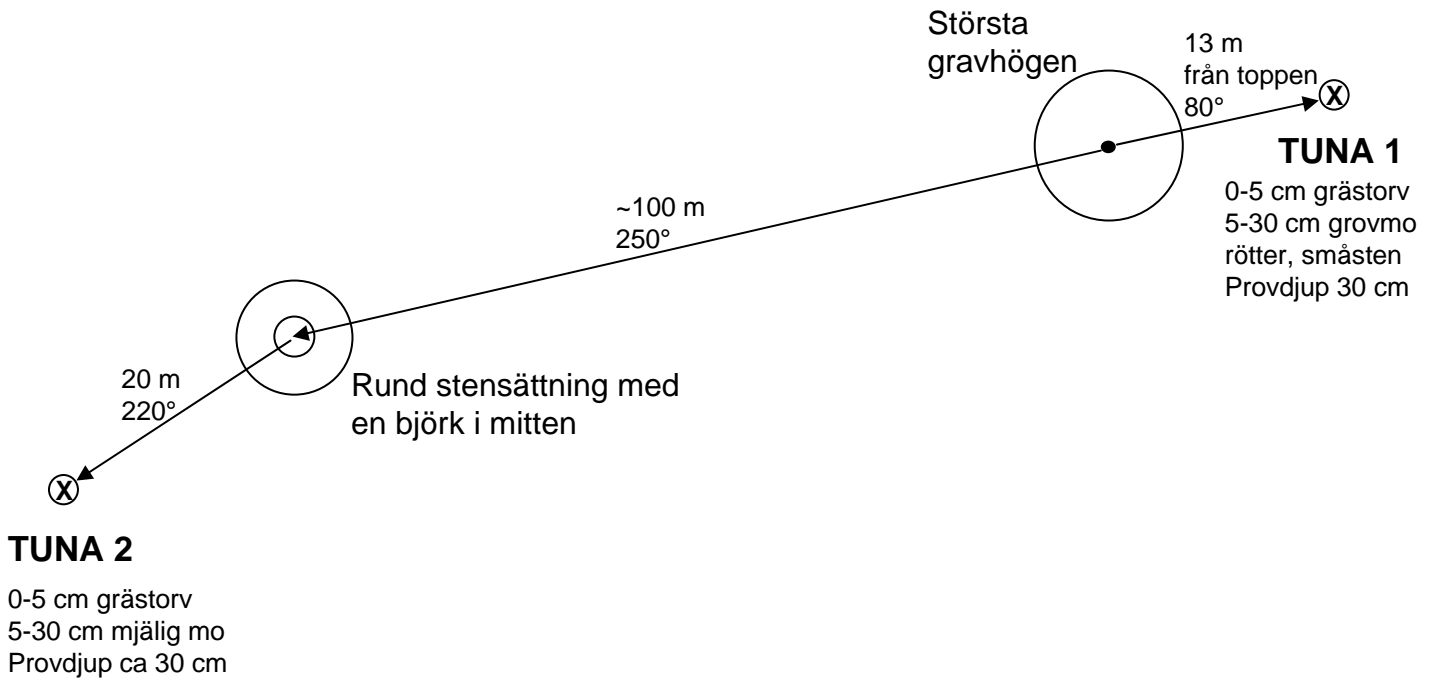 Största
gravhögen
13 m
från toppen
80°
X
TUNA 1
0-5 cm grästorv
5-30 cm grovmo
rötter, småsten
Provdjup 30 cm
~100 m
250°
Rund stensättning med
en björk i mitten
20 m
220°
X
TUNA 2
0-5 cm grästorv
5-30 cm mjälig mo
Provdjup ca 30 cm